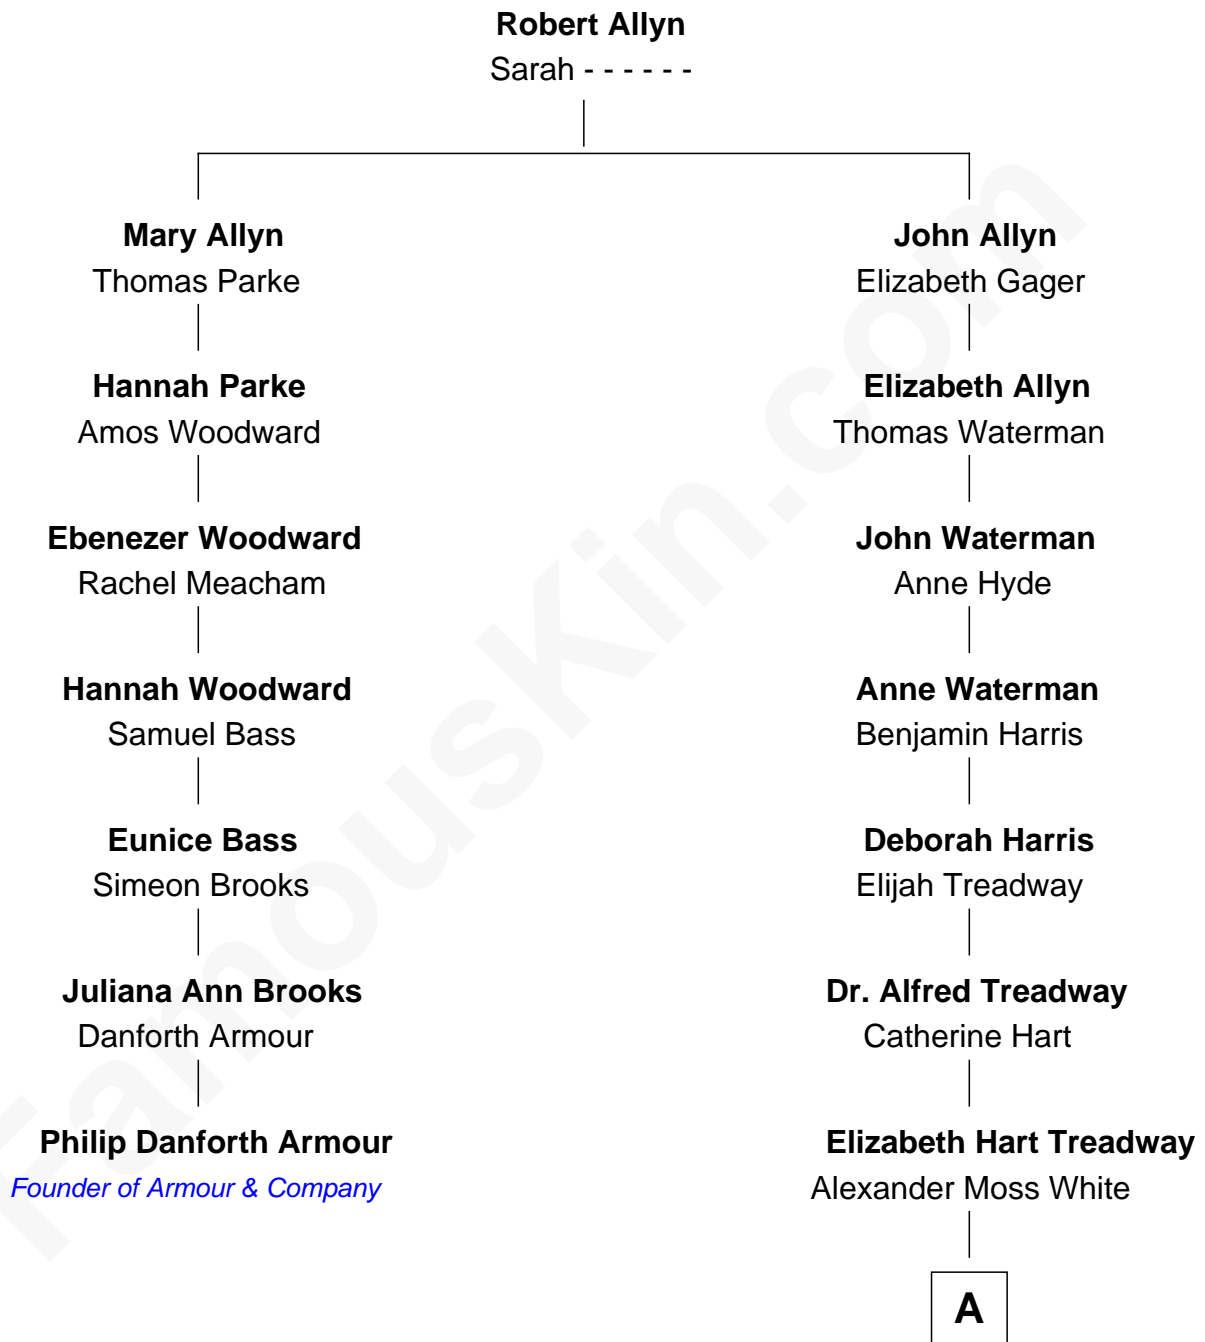 Robert Allyn
Sarah - - - - - -
Mary Allyn
Thomas Parke
John Allyn
Elizabeth Gager
Hannah Parke
Amos Woodward
Elizabeth Allyn
Thomas Waterman
Ebenezer Woodward
Rachel Meacham
John Waterman
Anne Hyde
Hannah Woodward
Samuel Bass
Anne Waterman
Benjamin Harris
Eunice Bass
Simeon Brooks
Deborah Harris
Elijah Treadway
Juliana Ann Brooks
Danforth Armour
Dr. Alfred Treadway
Catherine Hart
Philip Danforth Armour
Founder of Armour & Company
Elizabeth Hart Treadway
Alexander Moss White
A
FamousKin.com